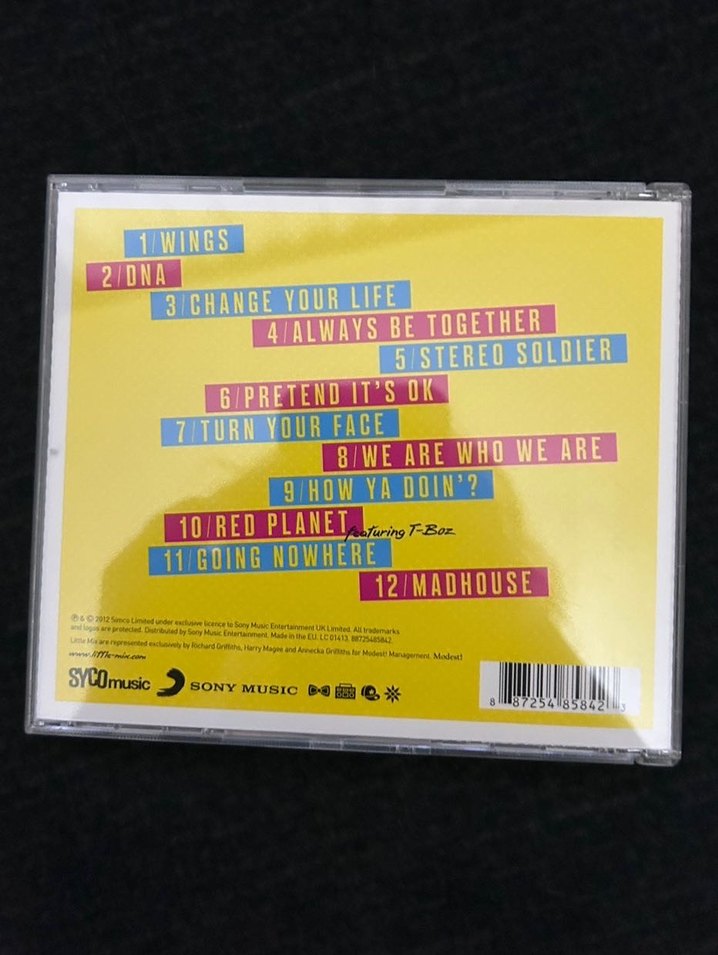 1/WINGS
2/DNA
3/CHANGE YOUR LIFE
4/ALWAYS BE TOGETHER
5/STEREO SOLDIER
6/PRETEND IT'S OK
7/TURN YOUR FACE
8/WE ARE WHO WE ARE
9/HOW YA DOIN'?
10/RED PLANET featuring T-Boz
11/GOING NOWHERE
12/MADHOUSE
℗ & © 2012 Simco Limited under exclusive licence to Sony Music Entertainment UK Limited. All trademarks
and logos are protected. Distributed by Sony Music Entertainment. Made in the EU. LC 01413. 88725485842
Little Mix are represented exclusively by Richard Griffiths, Harry Magee and Annecka Griffiths for Modest! Management. Modest!
www.little-mix.com
SYCOmusic SONY MUSIC
8 87254 85842 3